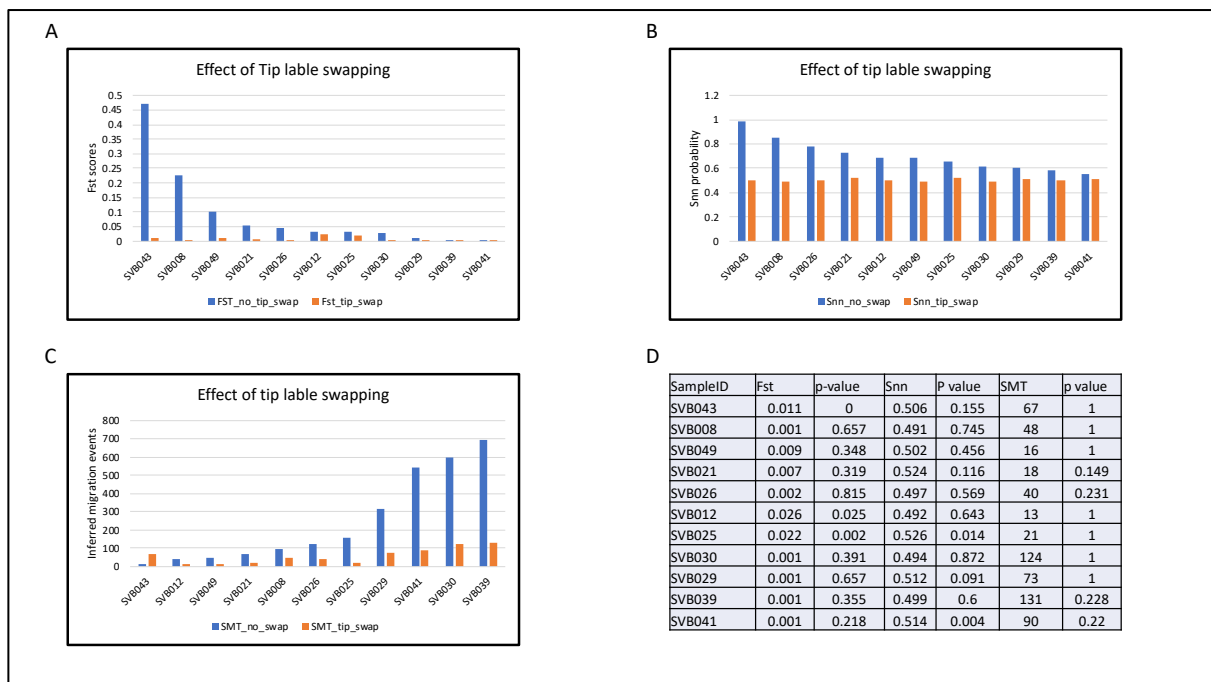 A
Effect of Tip lable swapping
Fst scores
0.5
0.45
0.4
0.35
0.3
0.25
0.2
0.15
0.1
0.05
0
SVB043 SVB008 SVB049 SVB021 SVB026 SVB012 SVB025 SVB030 SVB029 SVB039 SVB041
FST_no_tip_swap Fst_tip_swap
B
Effect of tip lable swapping
Snn probability
1.2
1
0.8
0.6
0.4
0.2
0
SVB043 SVB008 SVB026 SVB021 SVB012 SVB049 SVB025 SVB030 SVB029 SVB039 SVB041
Snn_no_swap Snn_tip_swap
C
Effect of tip lable swapping
Inferred migration events
800
700
600
500
400
300
200
100
0
SVB043 SVB012 SVB049 SVB021 SVB008 SVB026 SVB025 SVB029 SVB041 SVB030 SVB039
SMT_no_swap SMT_tip_swap
D
SampleID Fst p-value Snn P value SMT p value
SVB043 0.011 0 0.506 0.155 67 1
SVB008 0.001 0.657 0.491 0.745 48 1
SVB049 0.009 0.348 0.502 0.456 16 1
SVB021 0.007 0.319 0.524 0.116 18 0.149
SVB026 0.002 0.815 0.497 0.569 40 0.231
SVB012 0.026 0.025 0.492 0.643 13 1
SVB025 0.022 0.002 0.526 0.014 21 1
SVB030 0.001 0.391 0.494 0.872 124 1
SVB029 0.001 0.657 0.512 0.091 73 1
SVB039 0.001 0.355 0.499 0.6 131 0.228
SVB041 0.001 0.218 0.514 0.004 90 0.22